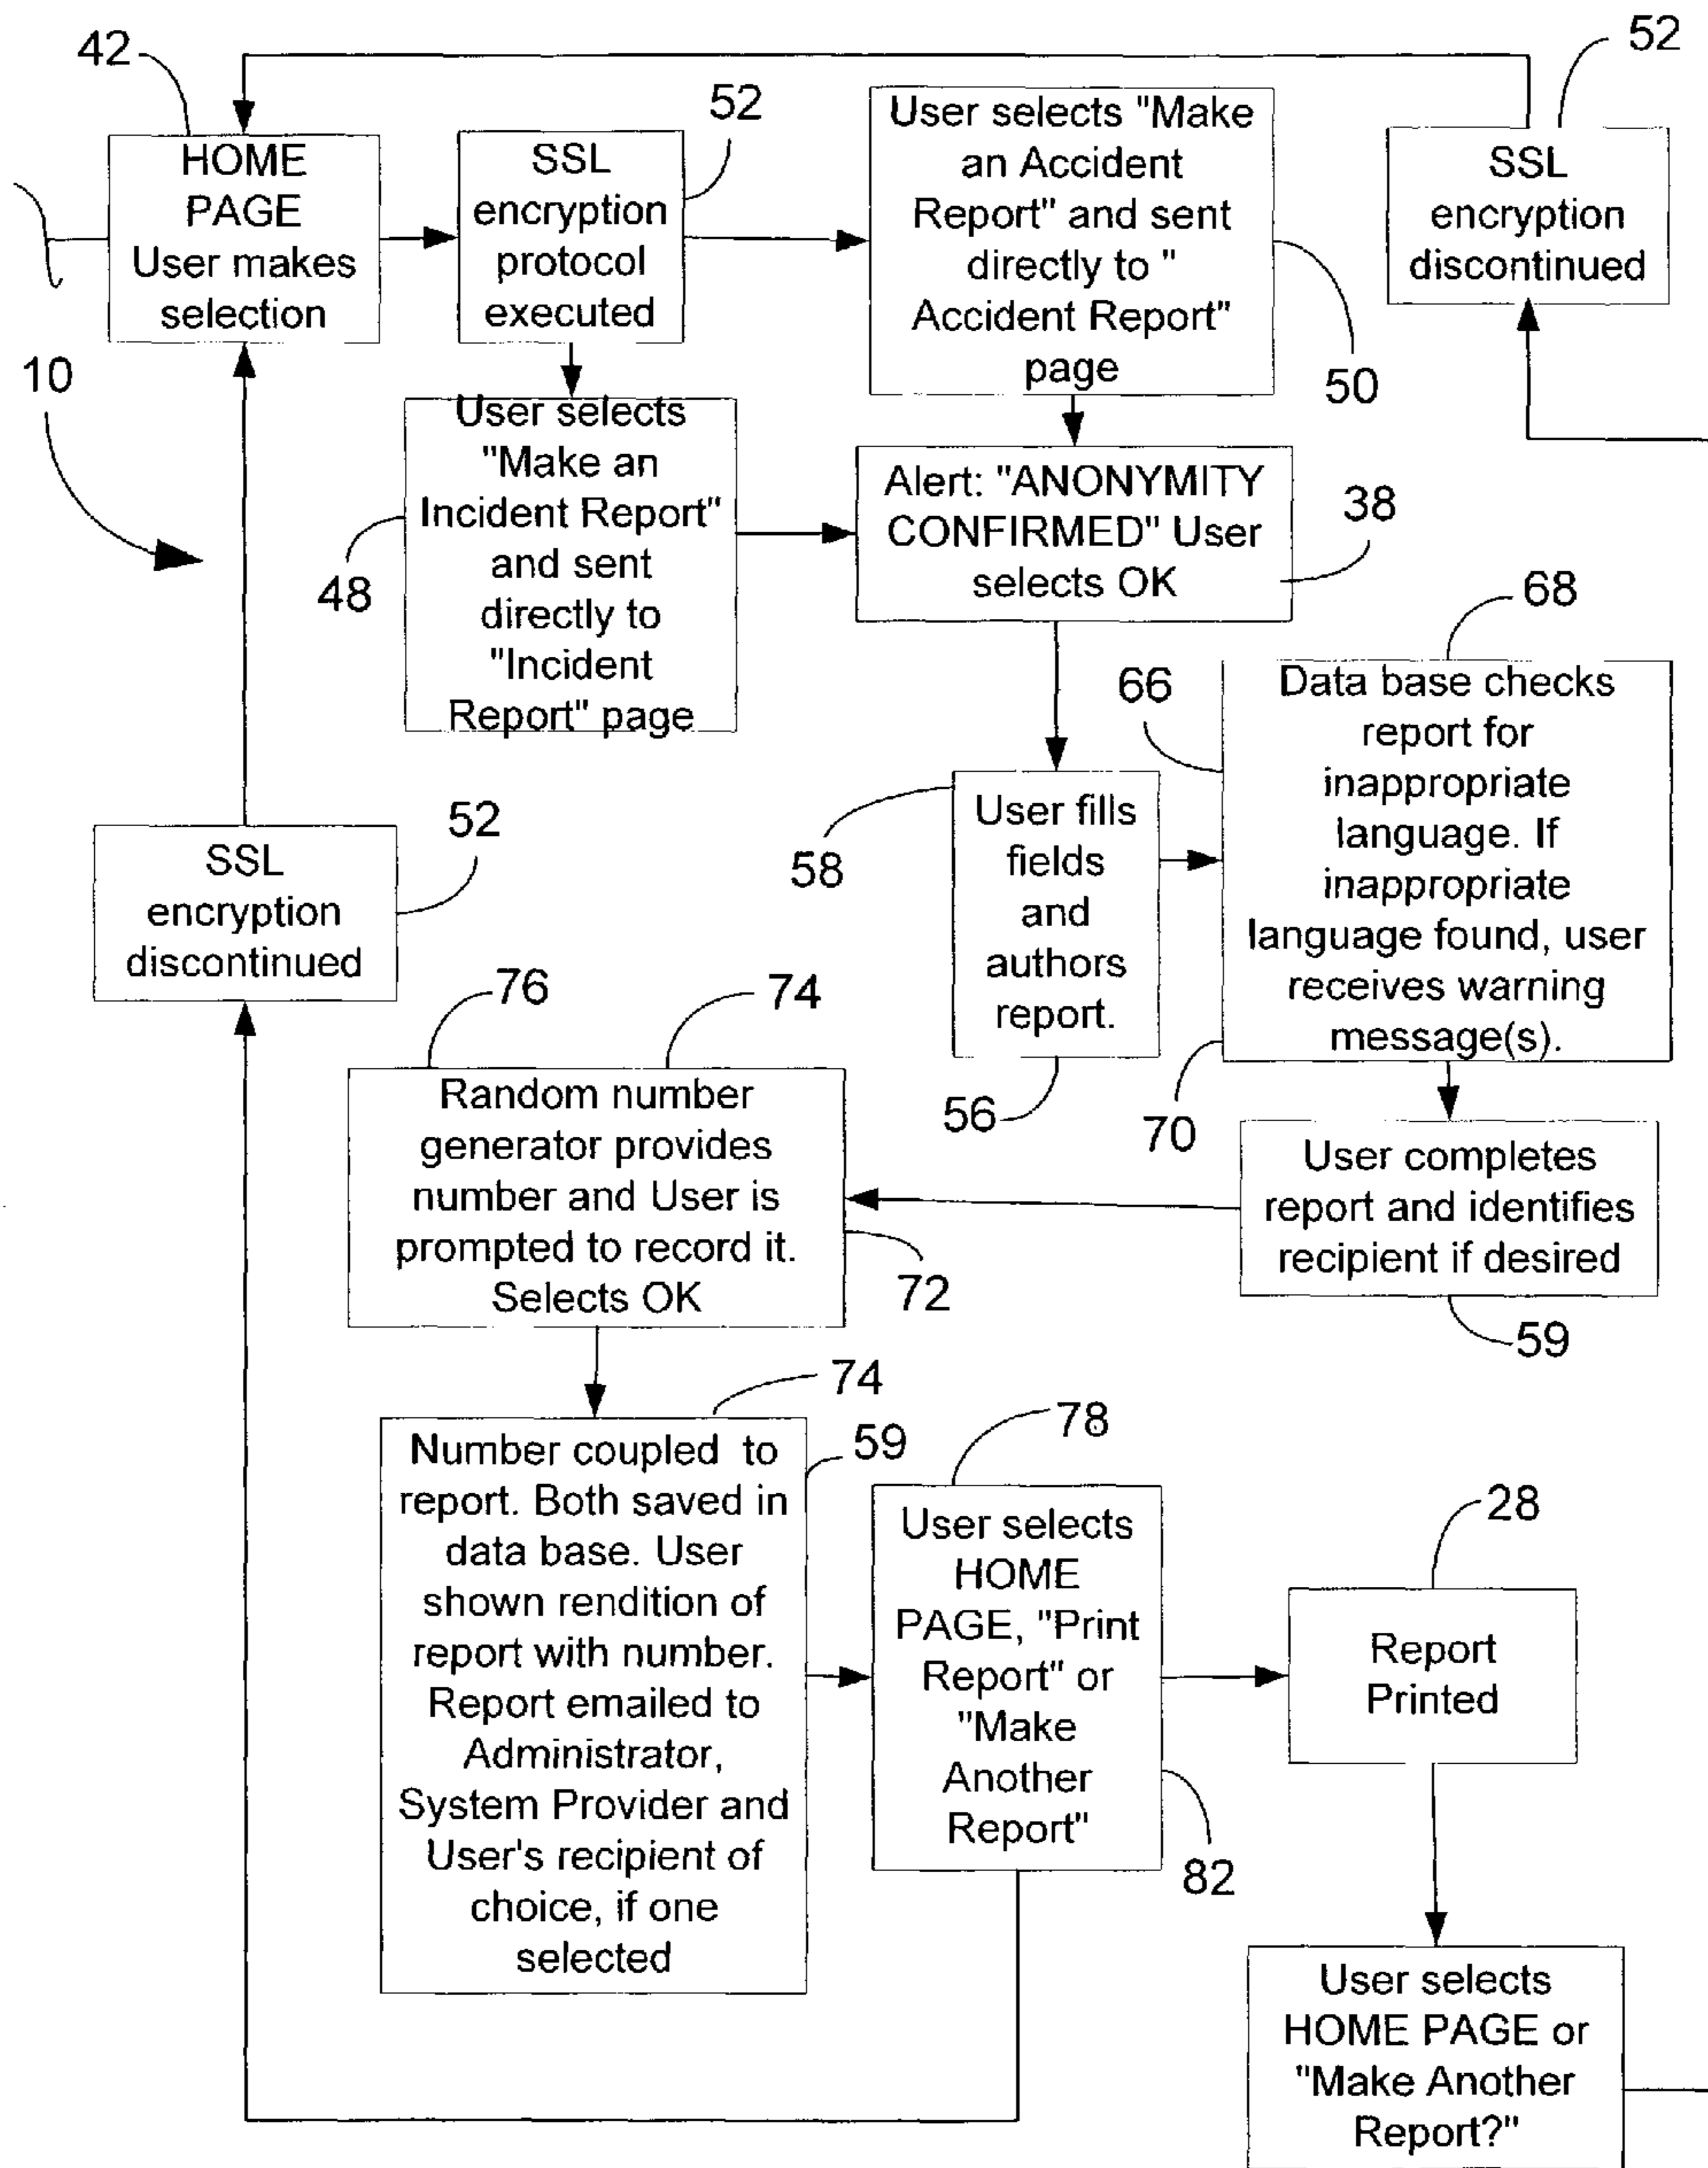 42
52
52
HOME
PAGE
User makes
selection
SSL
encryption
protocol
executed
User selects "Make
an Accident
Report" and sent
directly to "
Accident Report"
page
SSL
encryption
discontinued
10
50
User selects
"Make an
Incident Report"
and sent
directly to
"Incident
Report" page
48
Alert: "ANONYMITY
CONFIRMED" User
selects OK
38
68
66
Data base checks
report for
inappropriate
language. If
inappropriate
language found, user
receives warning
message(s).
58
User fills
fields
and
authors
report.
52
SSL
encryption
discontinued
76
74
56
70
Random number
generator provides
number and User is
prompted to record it.
Selects OK
72
User completes
report and identifies
recipient if desired
59
74
59
Number coupled to
report. Both saved in
data base. User
shown rendition of
report with number.
Report emailed to
Administrator,
System Provider and
User's recipient of
choice, if one
selected
78
User selects
HOME
PAGE, "Print
Report" or
"Make
Another
Report"
82
28
Report
Printed
User selects
HOME PAGE or
"Make Another
Report?"